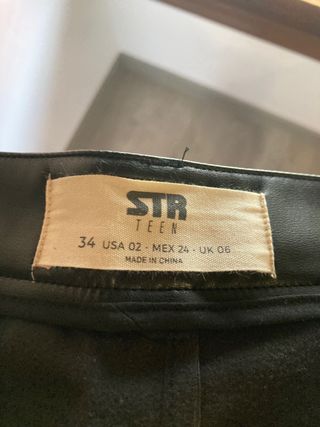 STR
TEEN
34 USA 02 - MEX 24 - UK 06
MADE IN CHINA